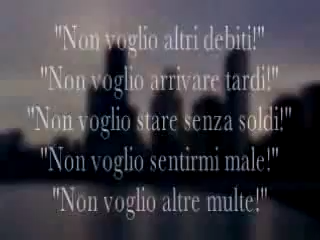 "Non voglio altri debiti!"
"Non voglio arrivare tardi!"
"Non voglio stare senza soldi!"
"Non voglio sentirmi male!"
"Non voglio altre multe!"